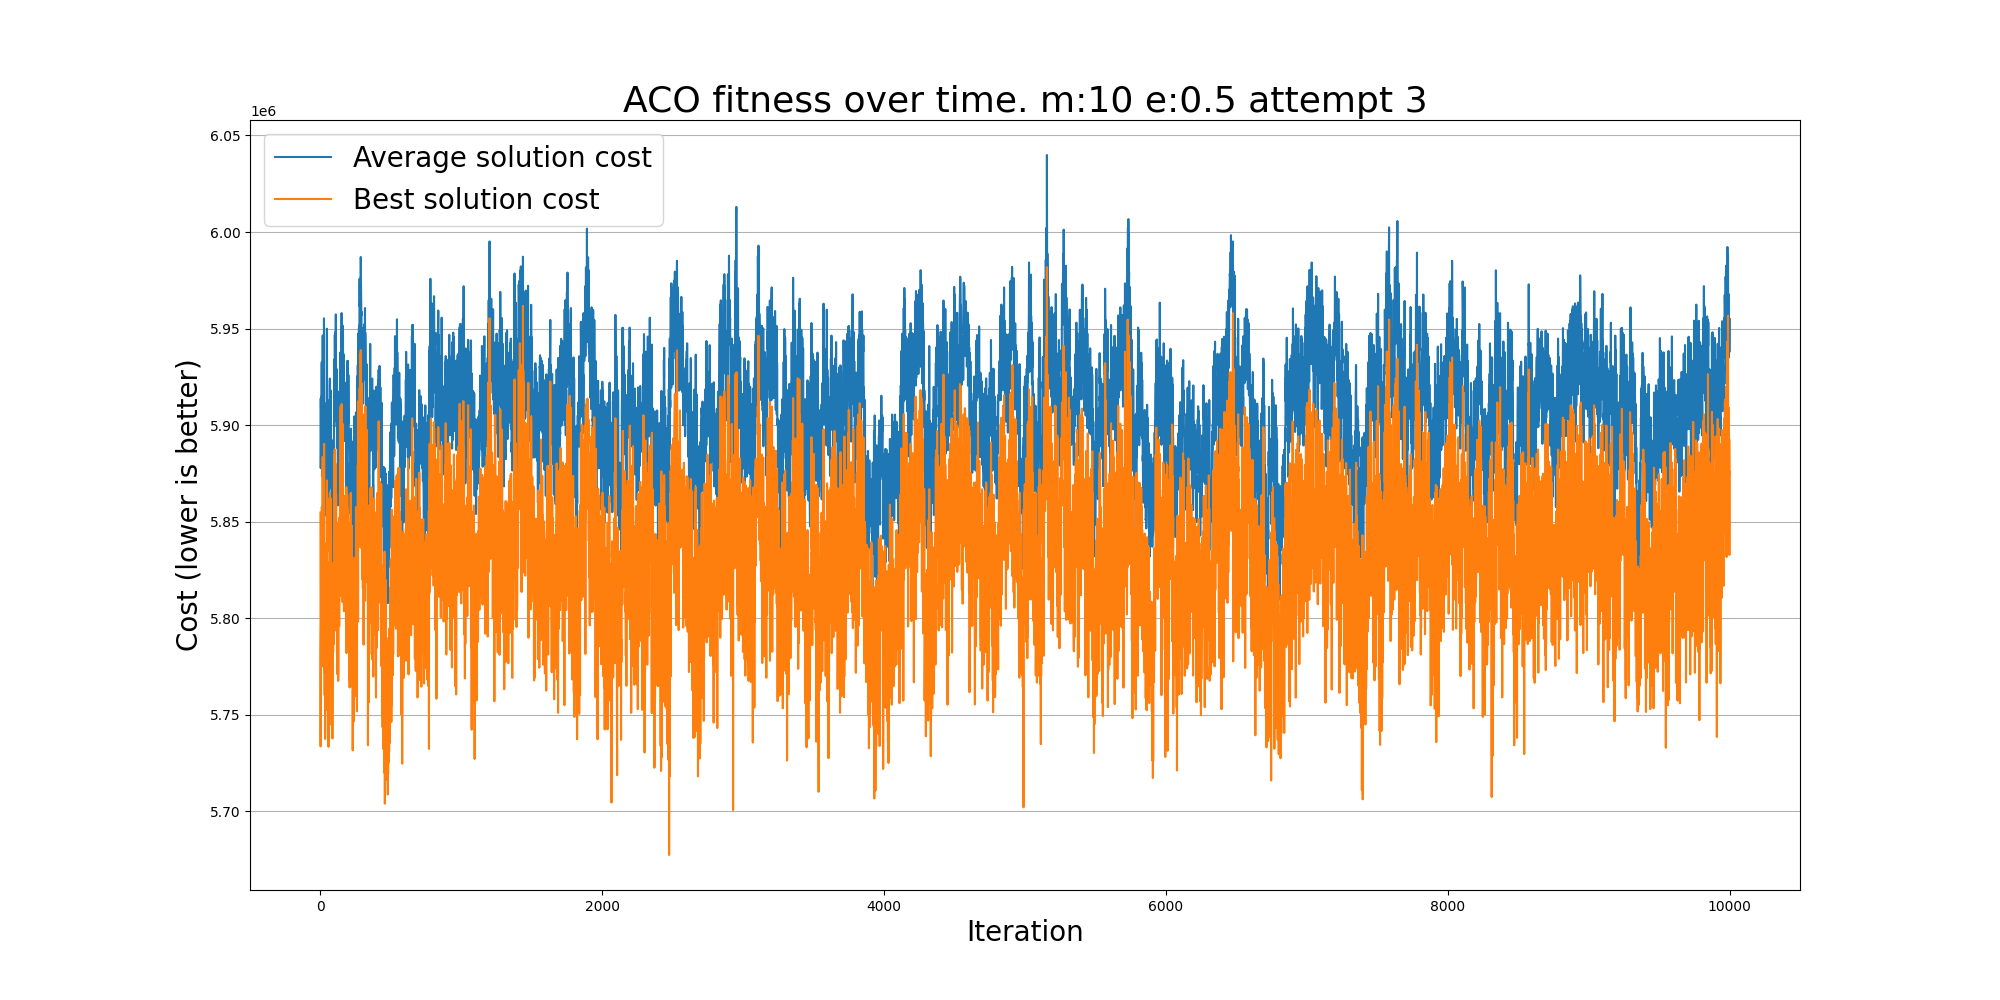 ACO fitness over time. m:10 e:0.5 attempt 3
1e6
6.05
6.00
5.95
5.90
5.85
5.80
5.75
5.70
Cost (lower is better)
Average solution cost
Best solution cost
0 2000 4000 6000 8000 10000
Iteration